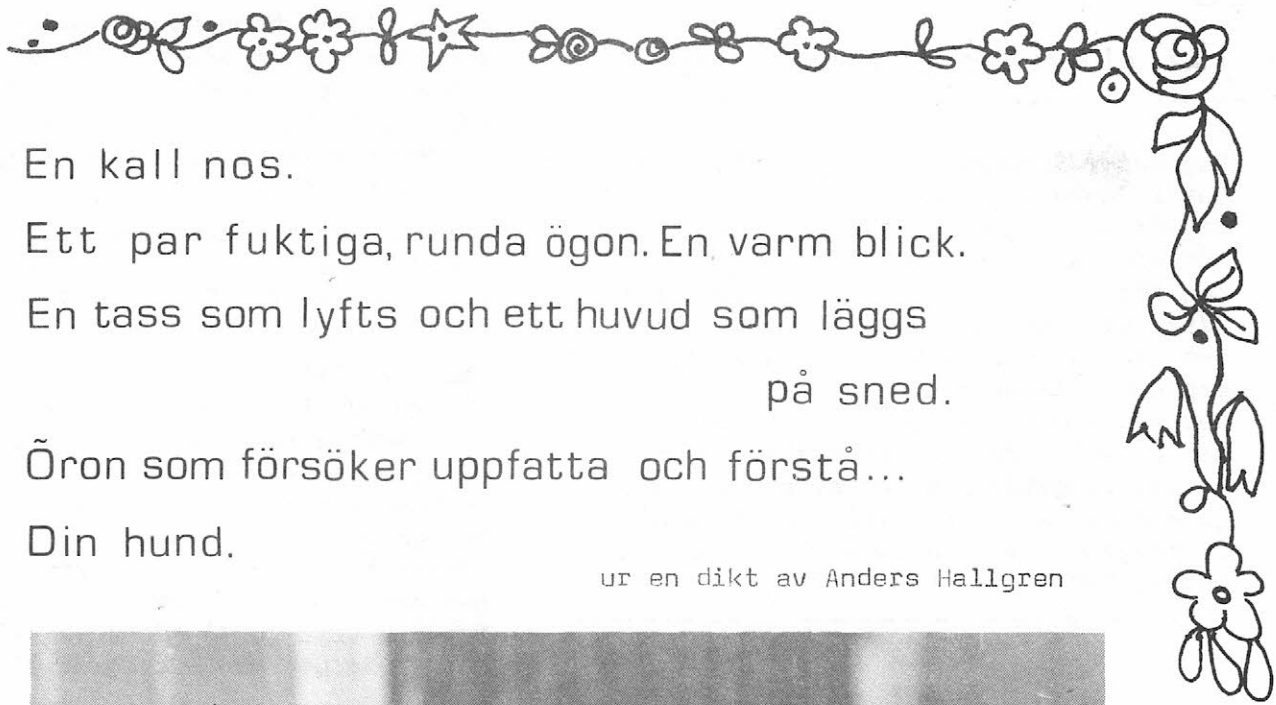 En kall nos.
Ett par fuktiga, runda ögon. En varm blick.
En tass som lyfts och ett huvud som läggs
på sned.
Öron som försöker uppfatta och förstå...
Din hund.
ur en dikt av Anders Hallgren